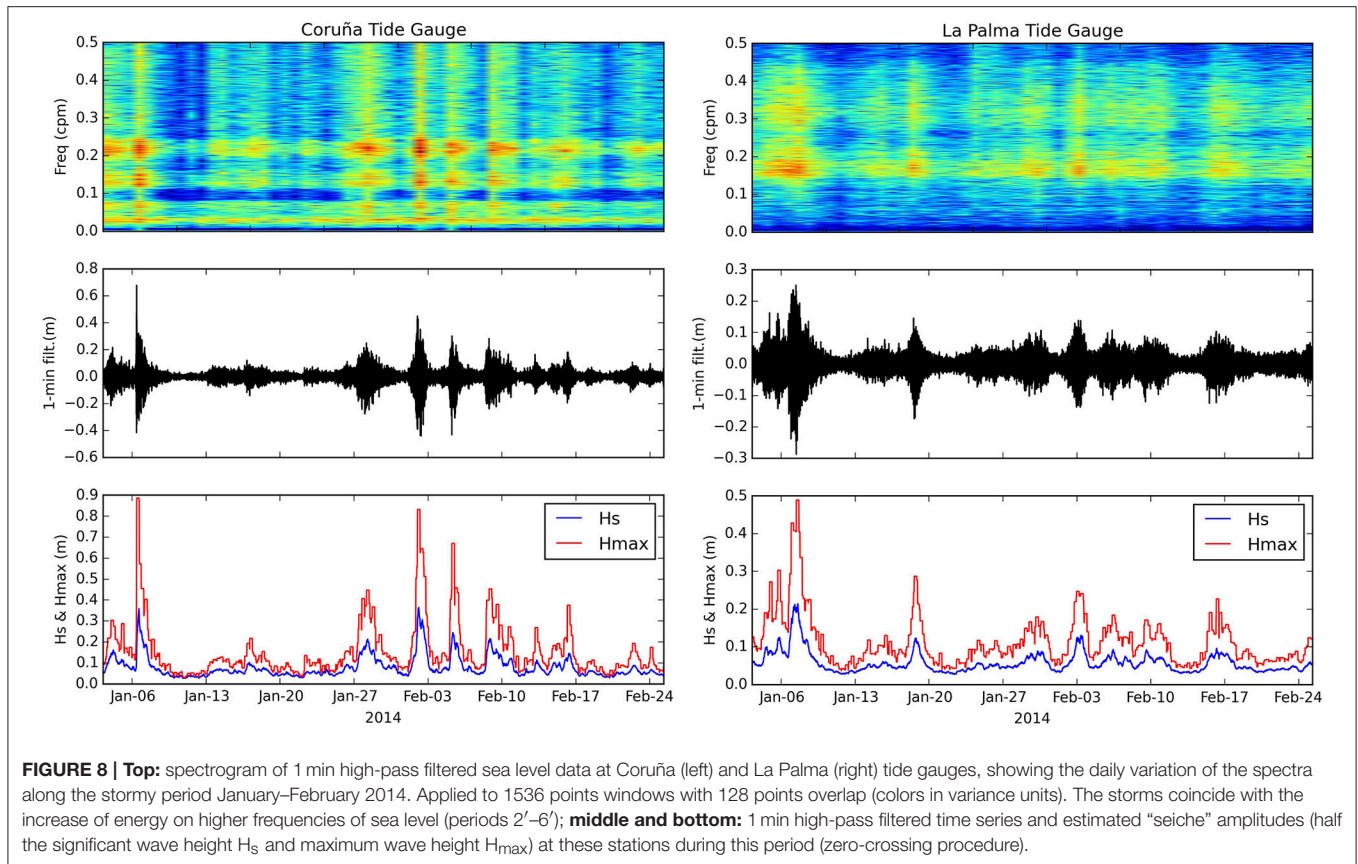 Coruña Tide Gauge
0.5
0.4
0.3
0.2
0.1
0.0
Freq (cpm)
0.8
0.6
0.4
0.2
0.0
−0.2
−0.4
−0.6
1-min filt.(m)
0.9
0.8
0.7
0.6
0.5
0.4
0.3
0.2
0.1
0.0
Hs & Hmax (m)
Hs
Hmax
Jan-06 Jan-13 Jan-20 Jan-27 Feb-03 Feb-10 Feb-17 Feb-24
2014
La Palma Tide Gauge
0.5
0.4
0.3
0.2
0.1
0.0
Freq (cpm)
0.3
0.2
0.1
0.0
−0.1
−0.2
−0.3
1-min filt.(m)
0.5
0.4
0.3
0.2
0.1
0.0
Hs & Hmax (m)
Hs
Hmax
Jan-06 Jan-13 Jan-20 Jan-27 Feb-03 Feb-10 Feb-17 Feb-24
2014
FIGURE 8 | Top: spectrogram of 1 min high-pass filtered sea level data at Coruña (left) and La Palma (right) tide gauges, showing the daily variation of the spectra
along the stormy period January–February 2014. Applied to 1536 points windows with 128 points overlap (colors in variance units). The storms coincide with the
increase of energy on higher frequencies of sea level (periods 2′–6′); middle and bottom: 1 min high-pass filtered time series and estimated “seiche” amplitudes (half
the significant wave height Hs and maximum wave height Hmax) at these stations during this period (zero-crossing procedure).